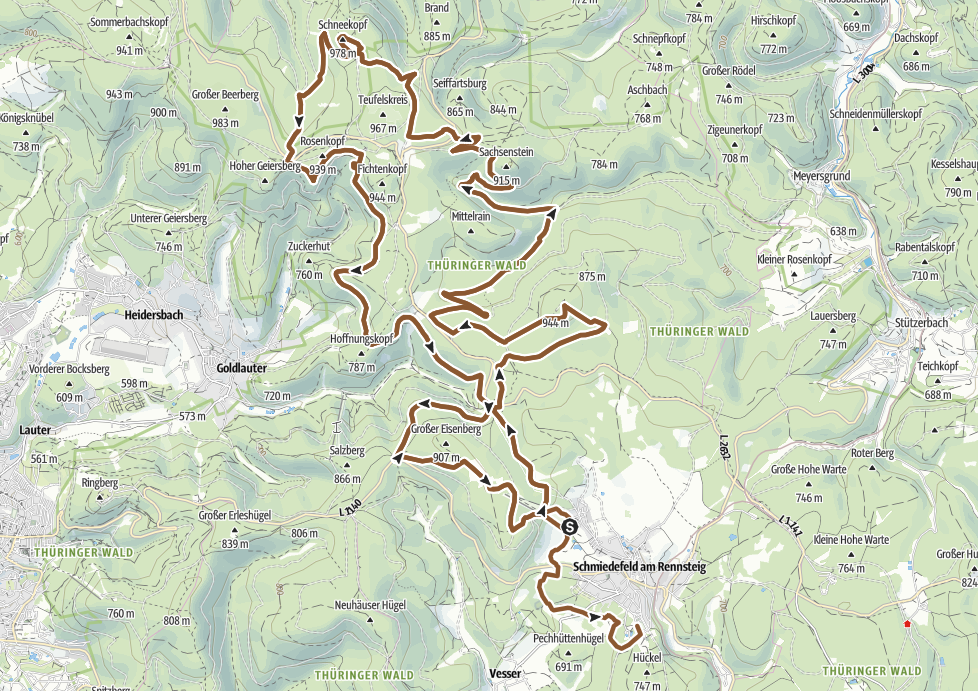 772 m
Moosbachskopf
Sommerbachskopf
941 m
Schneekopf
978 m
Brand
885 m
784 m
Hirschkopf
772 m
669 m
Dachskopf
686 m
Schnepfkopf
748 m
700
L 3004
800
943 m
Großer Beerberg
983 m
900 m
Seiffartsburg
865 m
844 m
Teufelskreis
967 m
Großer Rödel
746 m
Aschbach
768 m
723 m
Schneidenmüllerskopf
Königsknübel
738 m
Rosenkopf
939 m
Zigeunerkopf
708 m
891 m
Hoher Geiersberg
Fichtenkopf
944 m
Sachsenstein
915 m
784 m
Meyersgrund
790 m
Unterer Geiersberg
746 m
Mittelrain
638 m
Zuckerhut
760 m
THÜRINGER WALD
875 m
700
Kleiner Rosenkopf
Rabentalskopf
710 m
Heidersbach
944 m
THÜRINGER WALD
Lauersberg
747 m
Stützerbach
Hoffnungskopf
787 m
Goldlauter
Vorderer Böcksberg
609 m
598 m
720 m
Teichkopf
688 m
573 m
Lauter
Großer Eisenberg
907 m
561 m
Salzberg
866 m
Ringberg
Roter Berg
Große Hohe Warte
746 m
L 1140
Großer Erleshügel
839 m
806 m
S
Kleine Hohe Warte
764 m
THÜRINGER WALD
Schmiedefeld am Rennsteig
824
760 m
808 m
Neuhäuser Hügel
Pechhüttenhügel
691 m
Hückel
747 m
THÜRINGER WALD
Vesser
THÜRINGER WALD